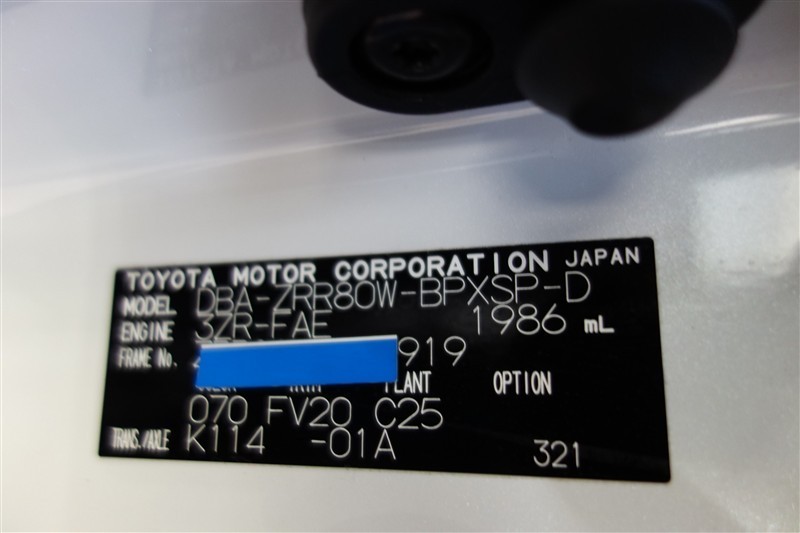 TOYOTA MOTOR CORPORATION JAPAN
MODEL DBA-ZRR80W-BPXSP-D
ENGINE 3ZR-FAE 1986 mL
FRAME No. 919
PLANT OPTION
070 FV20 C25
TRANS./AXLE K114 -01A 321